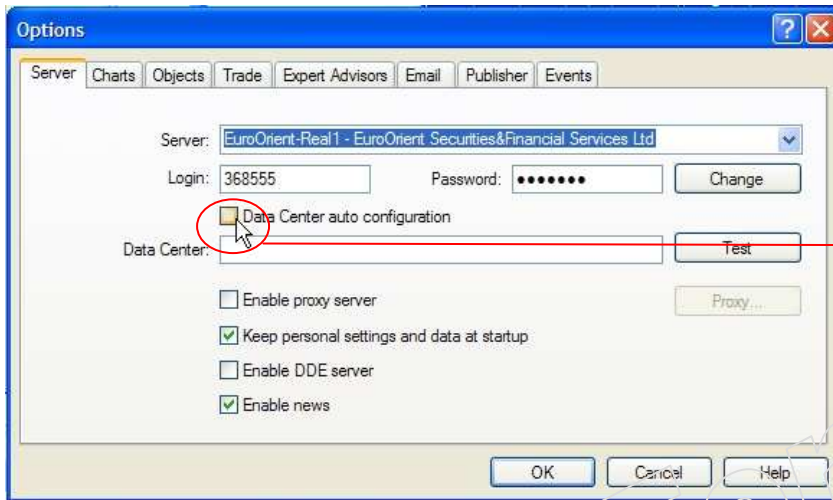 Options
Server Charts Objects Trade Expert Advisors Email Publisher Events
Server: EuroOrient-Real1 - EuroOrient Securities&Financial Services Ltd
Login: 368555 Password: ●●●●●●● Change
Data Center auto configuration
Data Center: Test
Enable proxy server Proxy...
Keep personal settings and data at startup
Enable DDE server
Enable news
OK Cancel Help